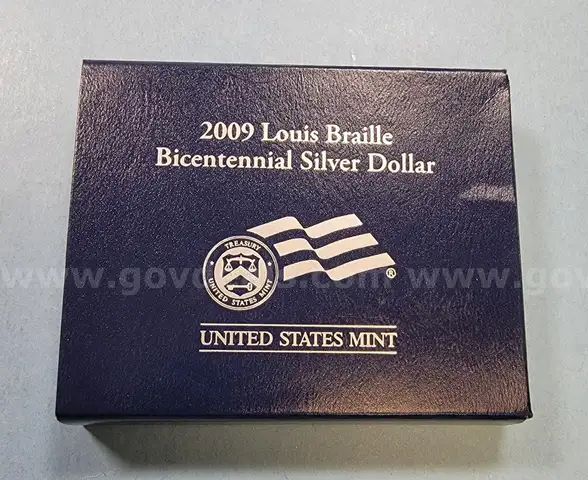 2009 Louis Braille
Bicentennial Silver Dollar
TREASURY
UNITED STATES MINT
®
UNITED STATES MINT